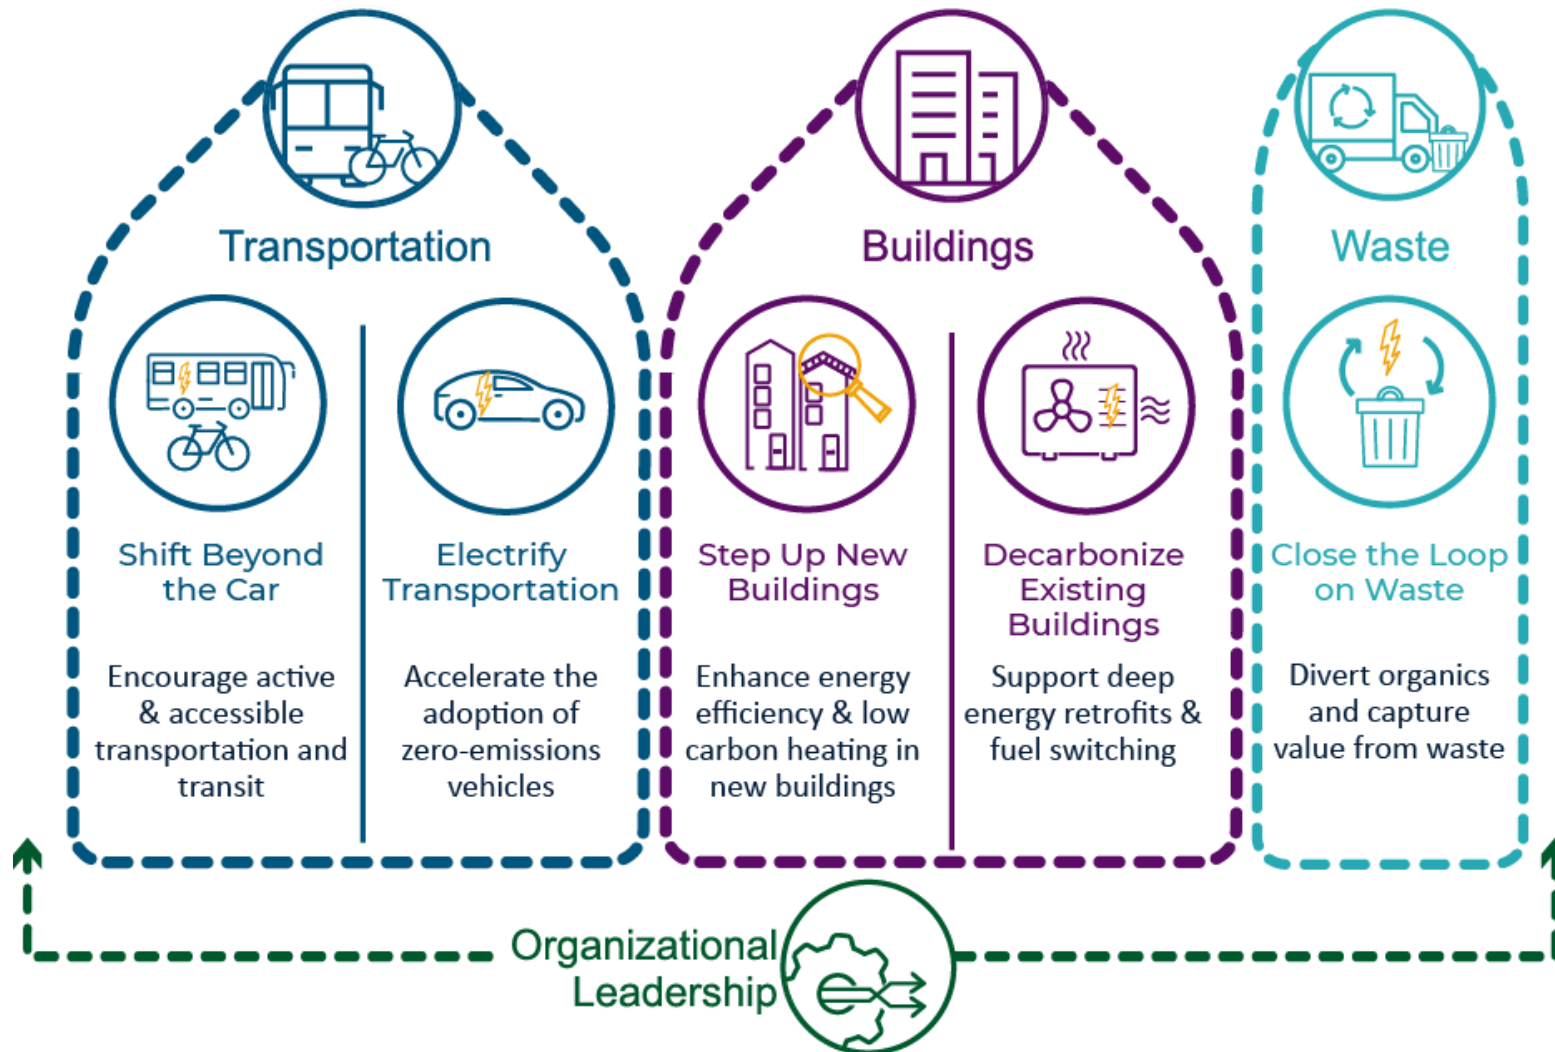 Transportation
Shift Beyond
the Car
Encourage active
& accessible
transportation and
transit
Electrify
Transportation
Accelerate the
adoption of
zero-emissions
vehicles
Buildings
Step Up New
Buildings
Enhance energy
efficiency & low
carbon heating in
new buildings
Decarbonize
Existing
Buildings
Support deep
energy retrofits &
fuel switching
Waste
Close the Loop
on Waste
Divert organics
and capture
value from waste
Organizational
Leadership